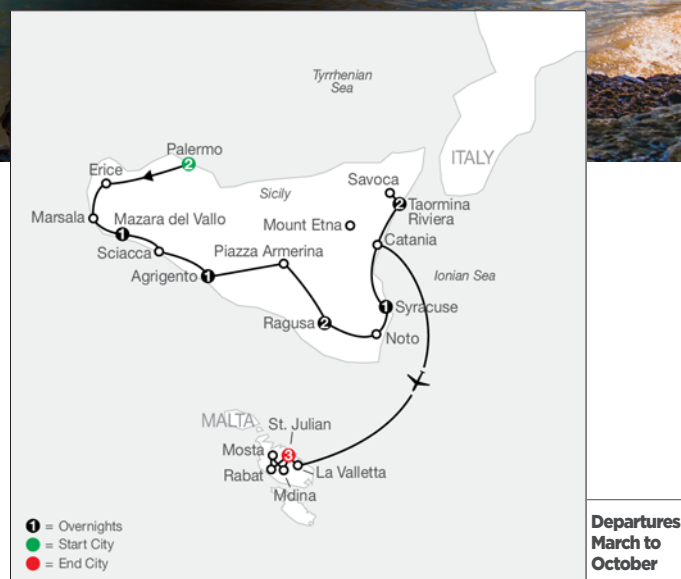 Tyrrhenian
Sea
ITALY
Palermo
2
Erice
Sicily
Savoca
2
Taormina
Riviera
Marsala
Mazara del Vallo
1
Mount Etna
Catania
Sciacca
Piazza Armerina
Agrigento
1
Ionian Sea
1
Syracuse
Ragusa
2
Noto
MALTA
St. Julian
Mosta
3
Rabat
La Valletta
Mdina
1 = Overnights
= Start City
= End City
Departures
March to
October